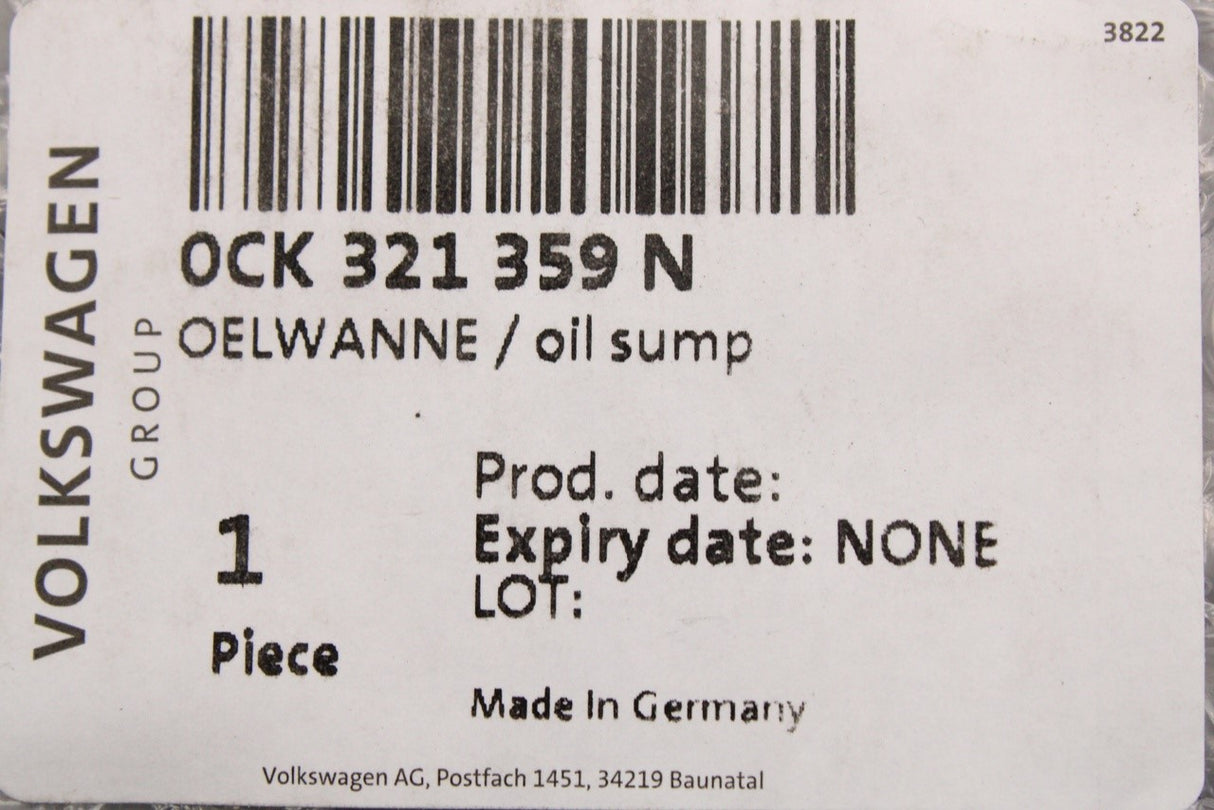 3822
VOLKSWAGEN
GROUP
0CK 321 359 N
OELWANNE / oil sump
Prod. date:
Expiry date: NONE
LOT:
1
Piece
Made In Germany
Volkswagen AG, Postfach 1451, 34219 Baunatal